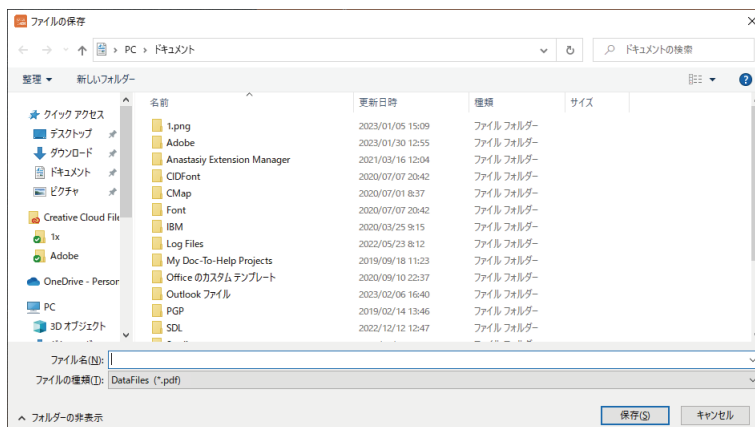 ファイルの保存
PC › ドキュメント
ドキュメントの検索
整理 新しいフォルダー
名前 更新日時 種類 サイズ
クイック アクセス
デスクトップ
ダウンロード
ドキュメント
ピクチャ
Creative Cloud File
1x
Adobe
OneDrive - Person
PC
3D オブジェクト
1.png 2023/01/05 15:09 ファイル フォルダー
Adobe 2023/01/30 12:55 ファイル フォルダー
Anastasiy Extension Manager 2021/03/16 12:04 ファイル フォルダー
CIDFont 2020/07/07 20:42 ファイル フォルダー
CMap 2020/07/01 8:37 ファイル フォルダー
Font 2020/07/07 20:42 ファイル フォルダー
IBM 2020/03/25 9:15 ファイル フォルダー
Log Files 2022/05/23 8:12 ファイル フォルダー
My Doc-To-Help Projects 2019/09/18 11:23 ファイル フォルダー
Office のカスタム テンプレート 2020/09/10 22:37 ファイル フォルダー
Outlook ファイル 2023/02/06 16:40 ファイル フォルダー
PGP 2019/02/14 13:46 ファイル フォルダー
SDL 2022/12/12 12:47 ファイル フォルダー
ファイル名(N):
ファイルの種類(T): DataFiles (*.pdf)
フォルダーの非表示
保存(S) キャンセル